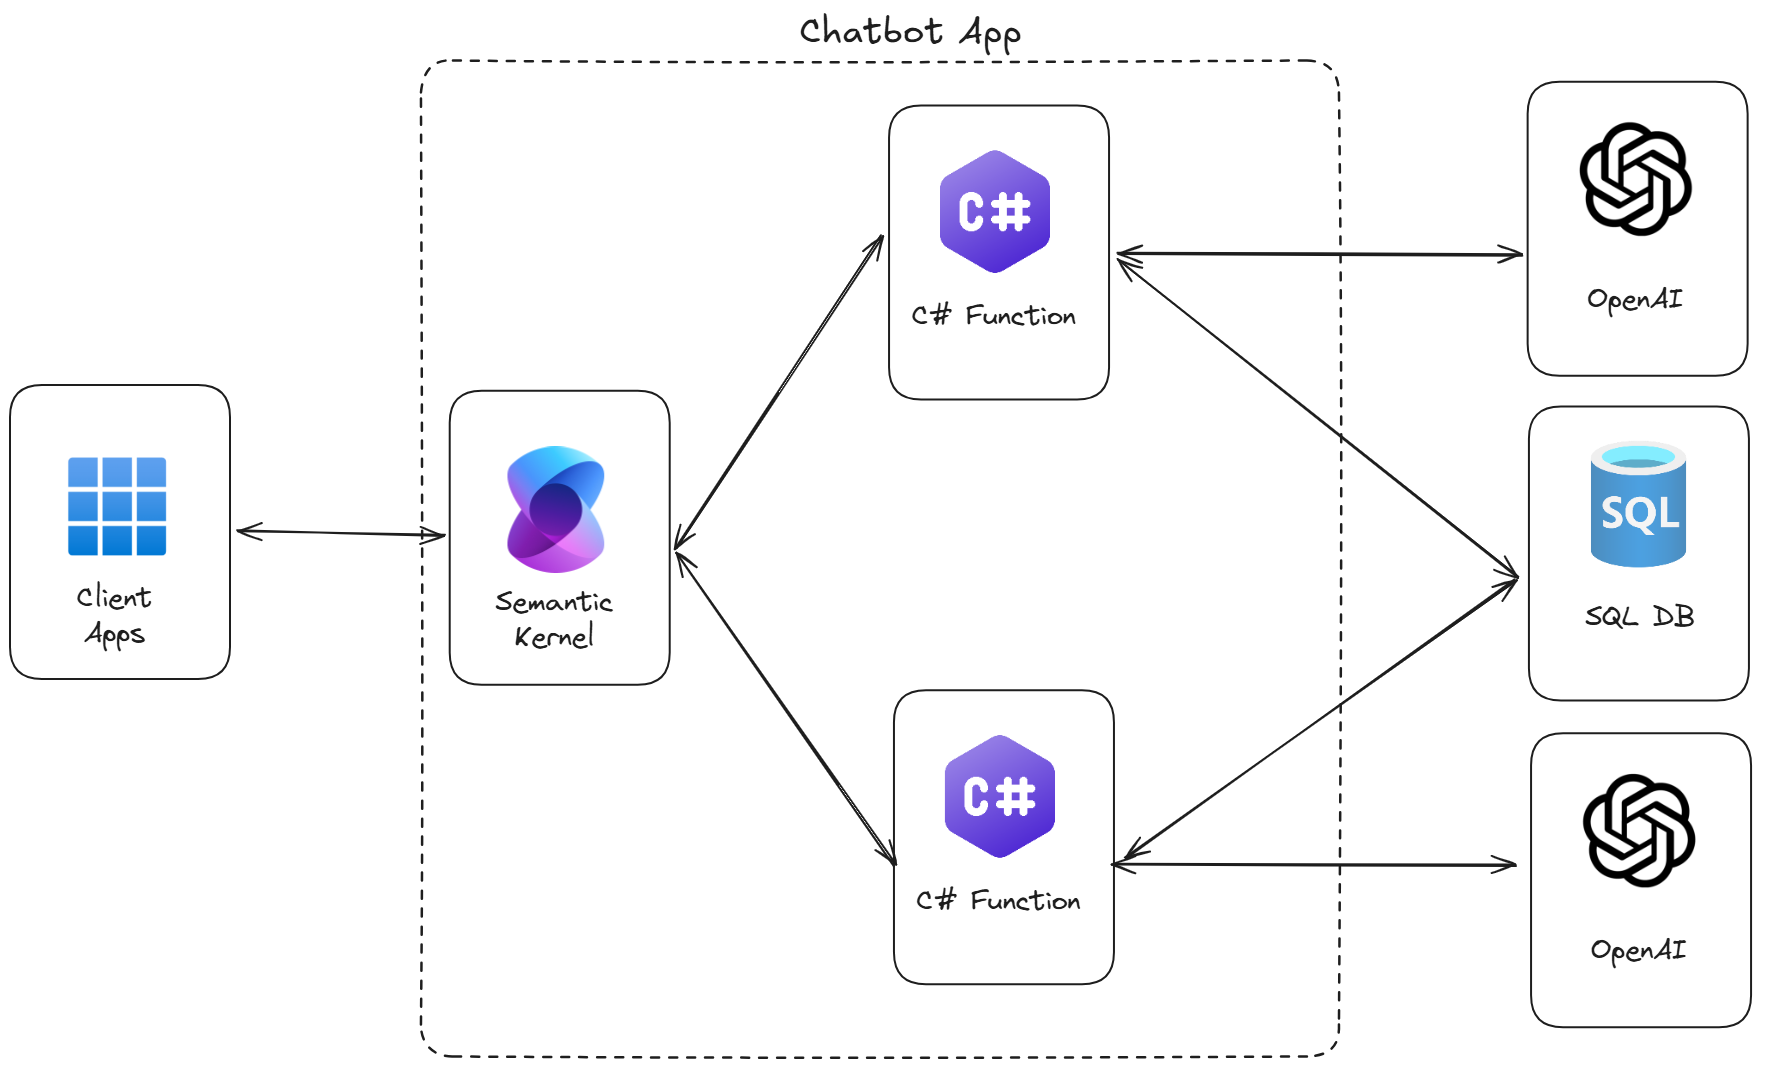 Chatbot App
C#
C# Function
OpenAI
Client
Apps
Semantic
Kernel
SQL
SQL DB
C#
C# Function
OpenAI